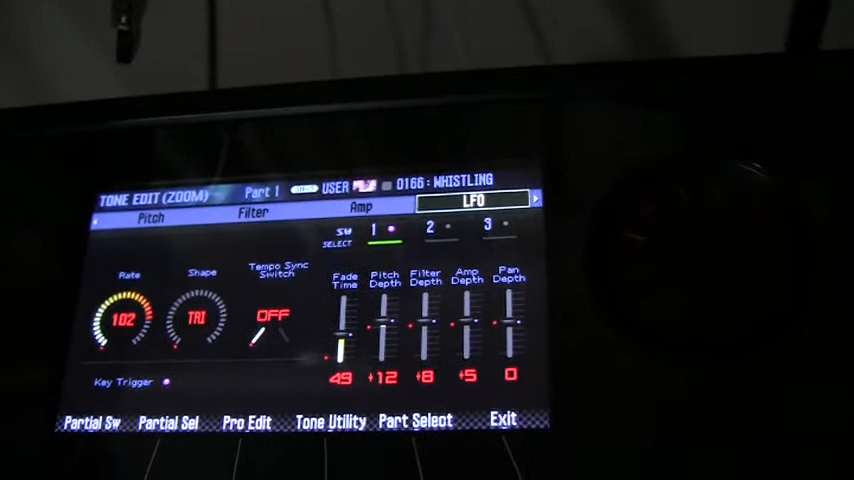 TONE EDIT (ZOOM) Part 1 SN-S USER 0166: WHISTLING
Pitch Filter Amp LFO
SW 1 2 3
SELECT
Rate Shape Tempo Sync Switch Fade Time Pitch Depth Filter Depth Amp Depth Pan Depth
102 TRI OFF
49 +12 +8 +5 0
Key Trigger
Partial Sw Partial Sel Pro Edit Tone Utility Part Select Exit